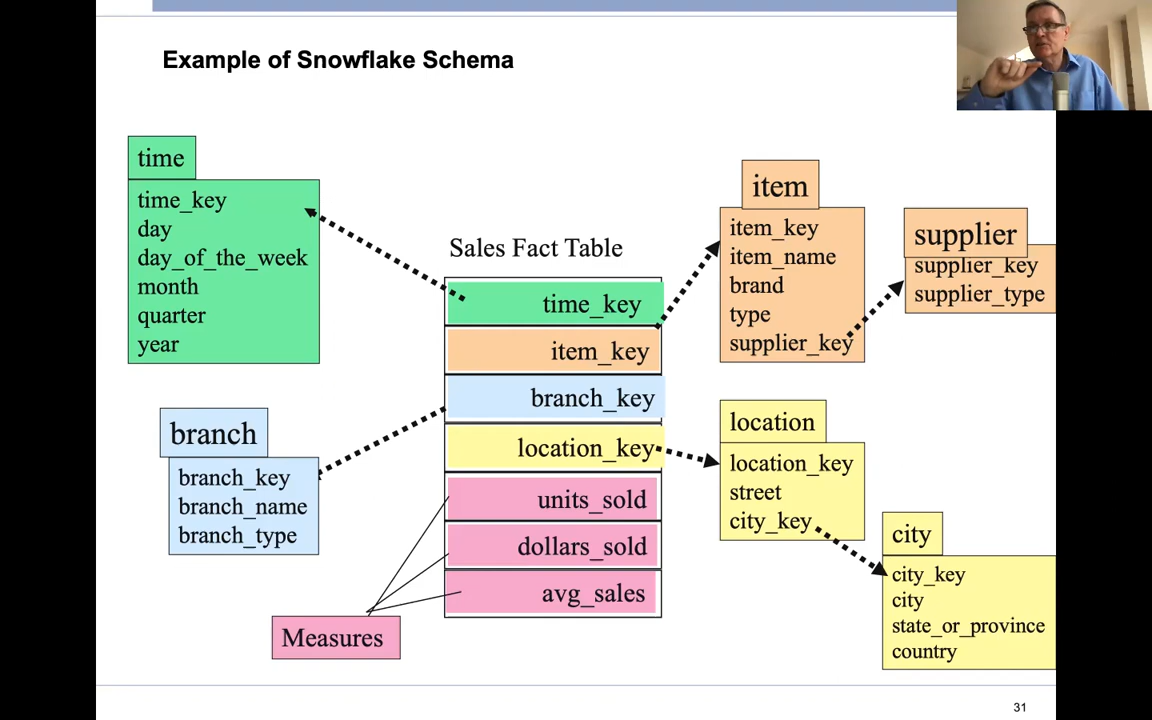 Example of Snowflake Schema
time
time_key
day
day_of_the_week
month
quarter
year
branch
branch_key
branch_name
branch_type
Sales Fact Table
time_key
item_key
branch_key
location_key
units_sold
dollars_sold
avg_sales
Measures
item
item_key
item_name
brand
type
supplier_key
supplier
supplier_key
supplier_type
location
location_key
street
city_key
city
city_key
city
state_or_province
country
31